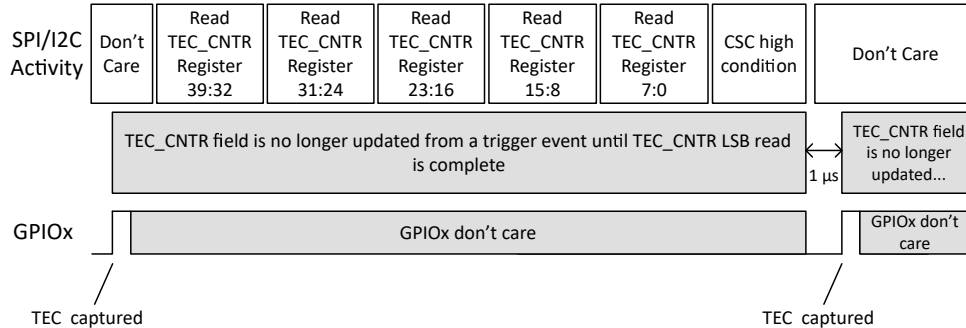 SPI/I2C
Activity
Don't
Care
Read
TEC_CNTR
Register
39:32
Read
TEC_CNTR
Register
31:24
Read
TEC_CNTR
Register
23:16
Read
TEC_CNTR
Register
15:8
Read
TEC_CNTR
Register
7:0
CSC high
condition
Don't Care
TEC_CNTR field is no longer updated from a trigger event until TEC_CNTR LSB read
is complete
1 µs
TEC_CNTR field
is no longer
updated...
GPIOx
GPIOx don't care
GPIOx don't
care
TEC captured
TEC captured